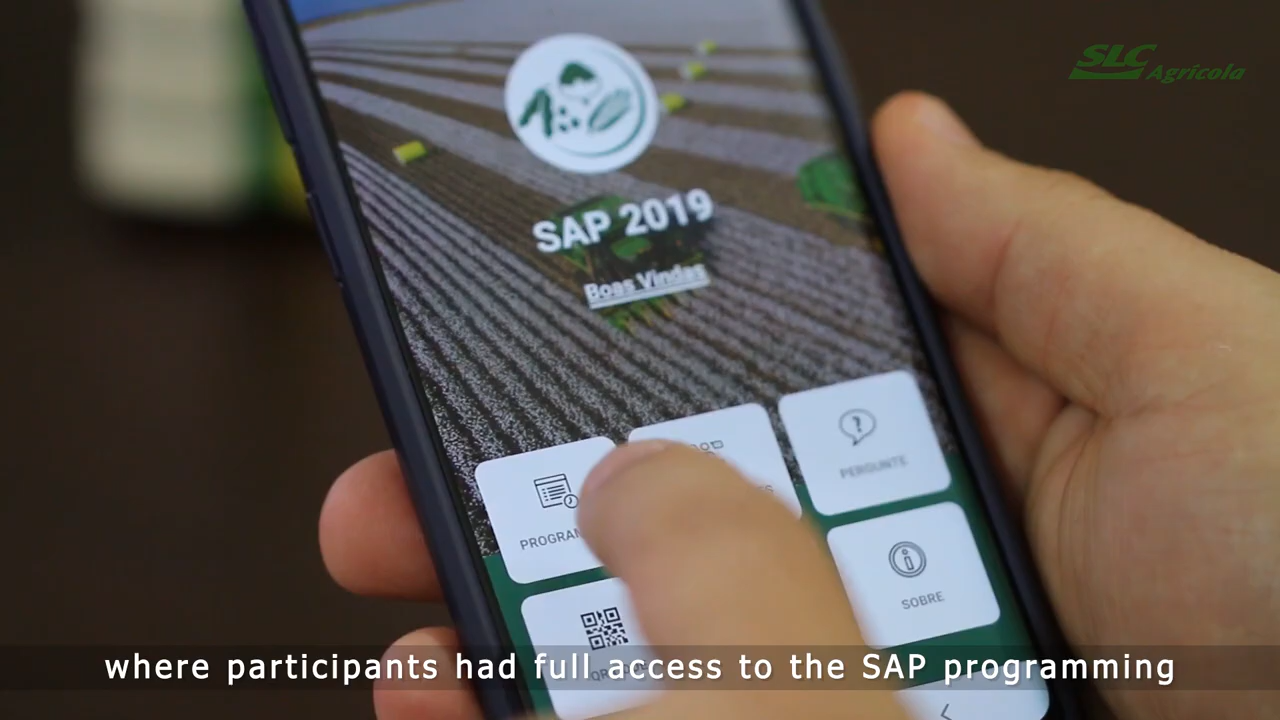 SLC
Agrícola
SAP 2019
Boas Vindas
PERGUNTE
SOBRE
where participants had full access to the SAP programming